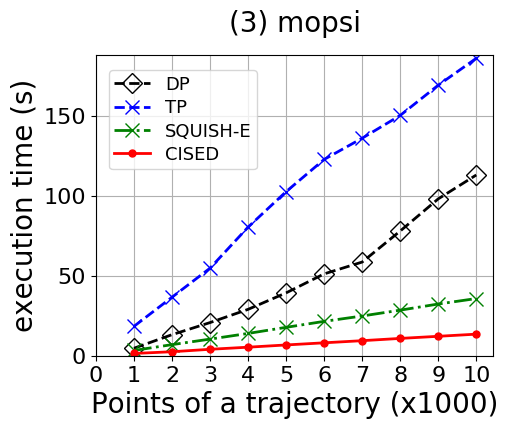 (3) mopsi
execution time (s)
150
100
50
0
DP
TP
SQUISH-E
CISED
0 1 2 3 4 5 6 7 8 9 10
Points of a trajectory (x1000)